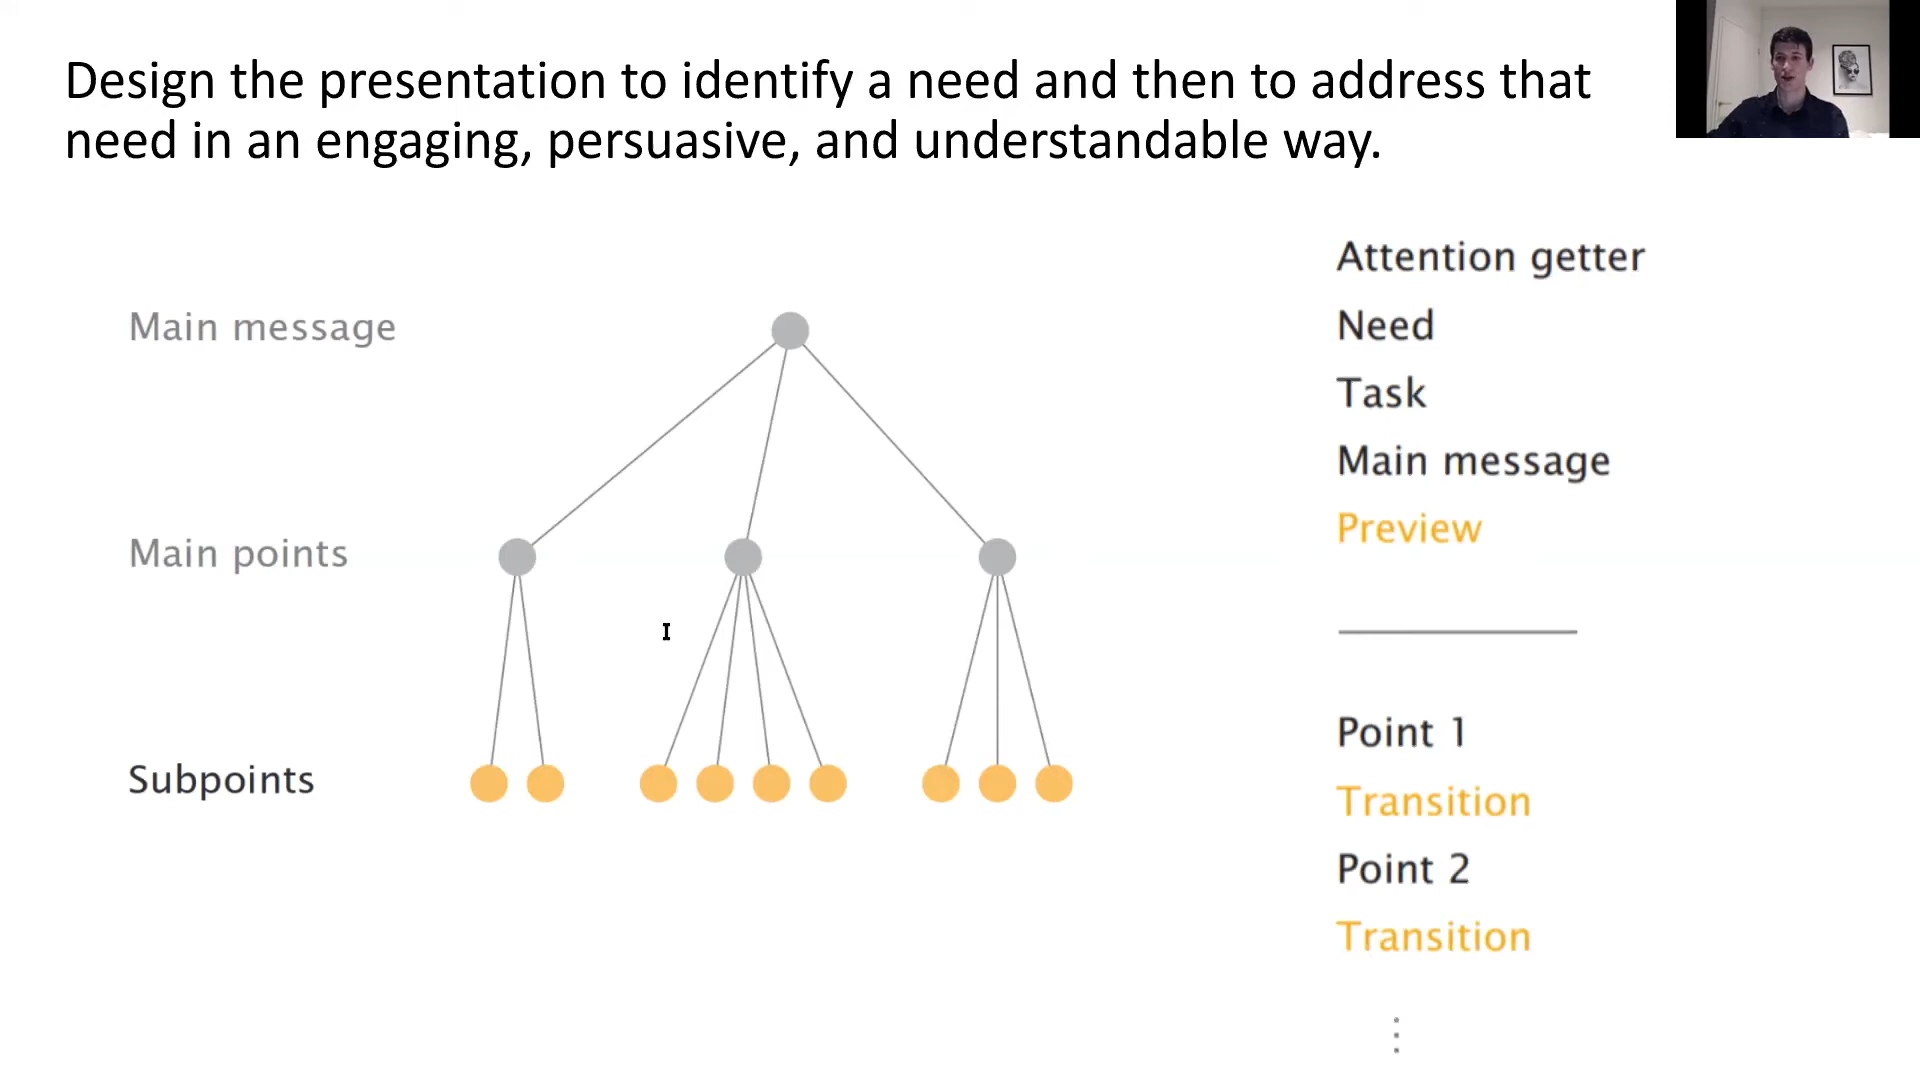 Design the presentation to identify a need and then to address that
need in an engaging, persuasive, and understandable way.
Main message
Main points
Subpoints
Attention getter
Need
Task
Main message
Preview
Point 1
Transition
Point 2
Transition
⋮